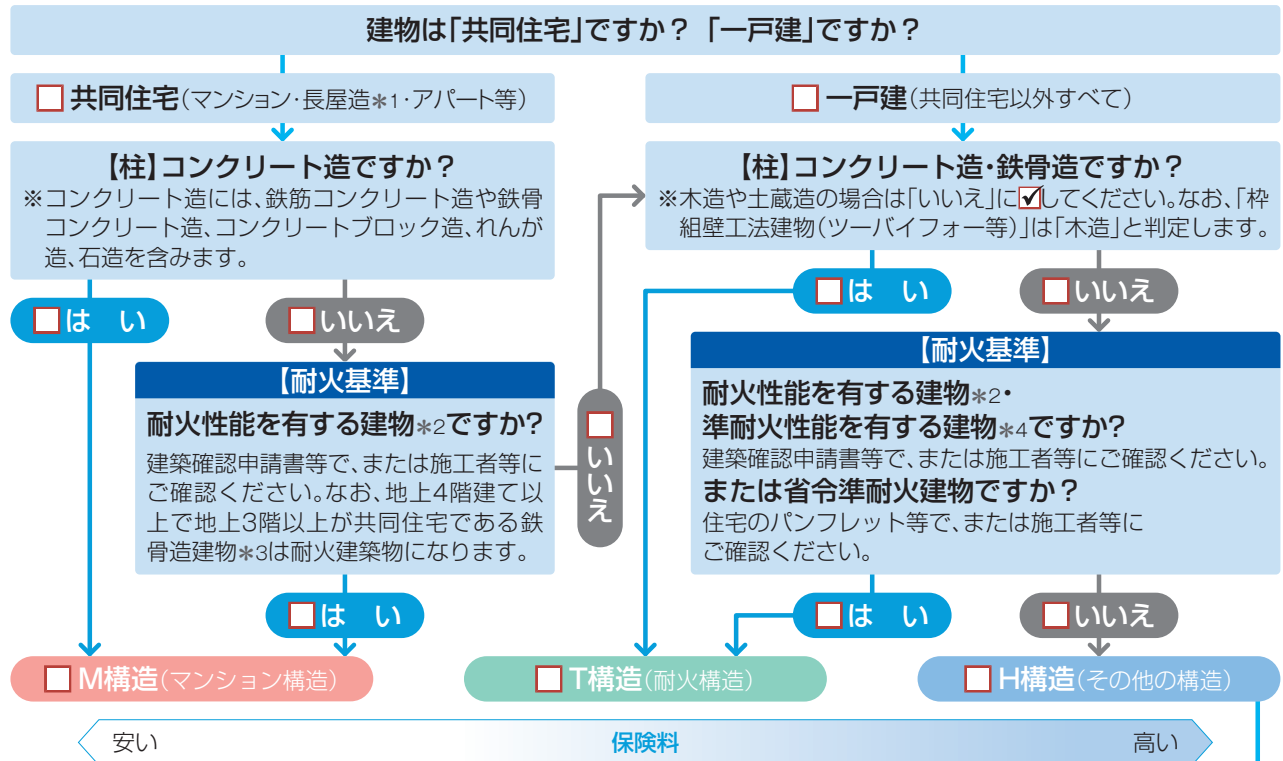 建物は「共同住宅」ですか？「一戸建」ですか？
共同住宅(マンション・長屋造＊1・アパート等)
【柱】コンクリート造ですか？
※コンクリート造には、鉄筋コンクリート造や鉄骨
コンクリート造、コンクリートブロック造、れんが
造、石造を含みます。
は い
いいえ
【耐火基準】
耐火性能を有する建物＊2ですか？
建築確認申請書等で、または施工者等に
ご確認ください。なお、地上4階建て以
上で地上3階以上が共同住宅である鉄
骨造建物＊3は耐火建築物になります。
いいえ
は い
一戸建(共同住宅以外すべて)
【柱】コンクリート造・鉄骨造ですか？
※木造や土蔵造の場合は「いいえ」に☑してください。なお、「枠
組壁工法建物(ツーバイフォー等)」は「木造」と判定します。
は い
いいえ
【耐火基準】
耐火性能を有する建物＊2・
準耐火性能を有する建物＊4ですか？
建築確認申請書等で、または施工者等にご確認ください。
または省令準耐火建物ですか？
住宅のパンフレット等で、または施工者等に
ご確認ください。
は い
いいえ
M構造(マンション構造)
T構造(耐火構造)
H構造(その他の構造)
安い
保険料
高い